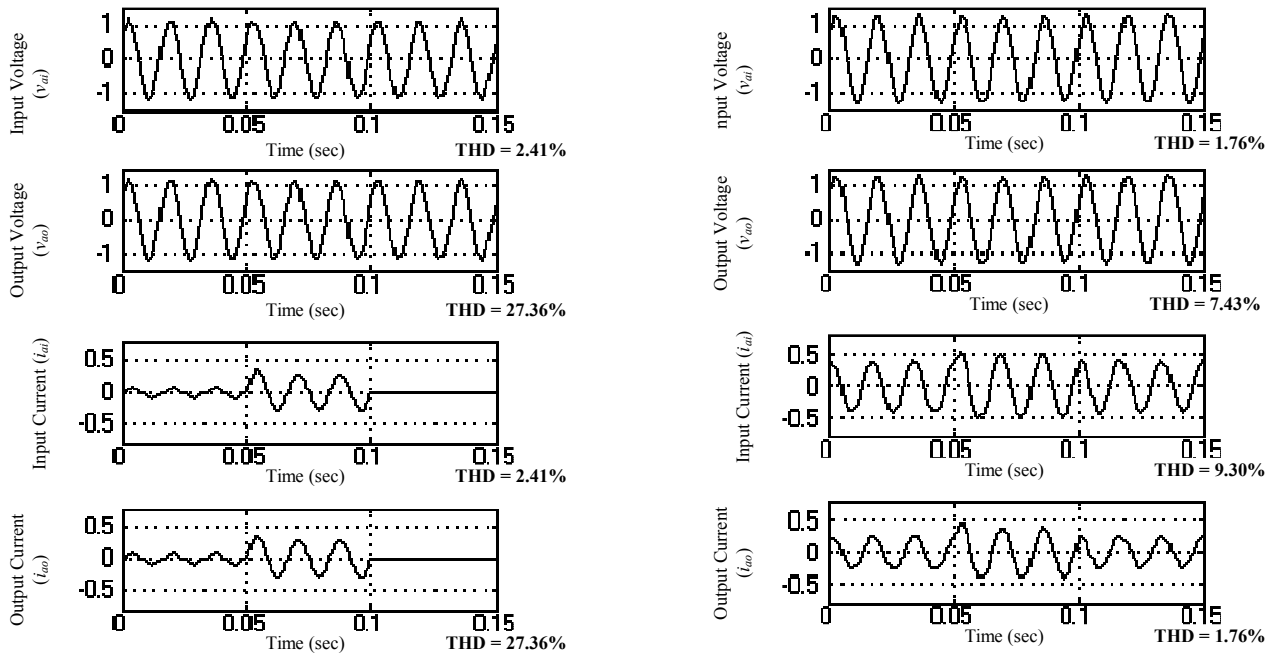 Input Voltage
(vai)
1
0
-1
0
0.05
0.1
0.15
Time (sec)
THD = 2.41%
Output Voltage
(vao)
1
0
-1
0
0.05
0.1
0.15
Time (sec)
THD = 27.36%
Input Current (iai)
0.5
0
-0.5
0
0.05
0.1
0.15
Time (sec)
THD = 2.41%
Output Current
(iao)
0.5
0
-0.5
0
0.05
0.1
0.15
Time (sec)
THD = 27.36%
nput Voltage
(vai)
1
0
-1
0
0.05
0.1
0.15
Time (sec)
THD = 1.76%
Output Voltage
(vao)
1
0
-1
0
0.05
0.1
0.15
Time (sec)
THD = 7.43%
Input Current (iai)
0.5
0
-0.5
0
0.05
0.1
0.15
Time (sec)
THD = 9.30%
Output Current
(iao)
0.5
0
-0.5
0
0.05
0.1
0.15
Time (sec)
THD = 1.76%